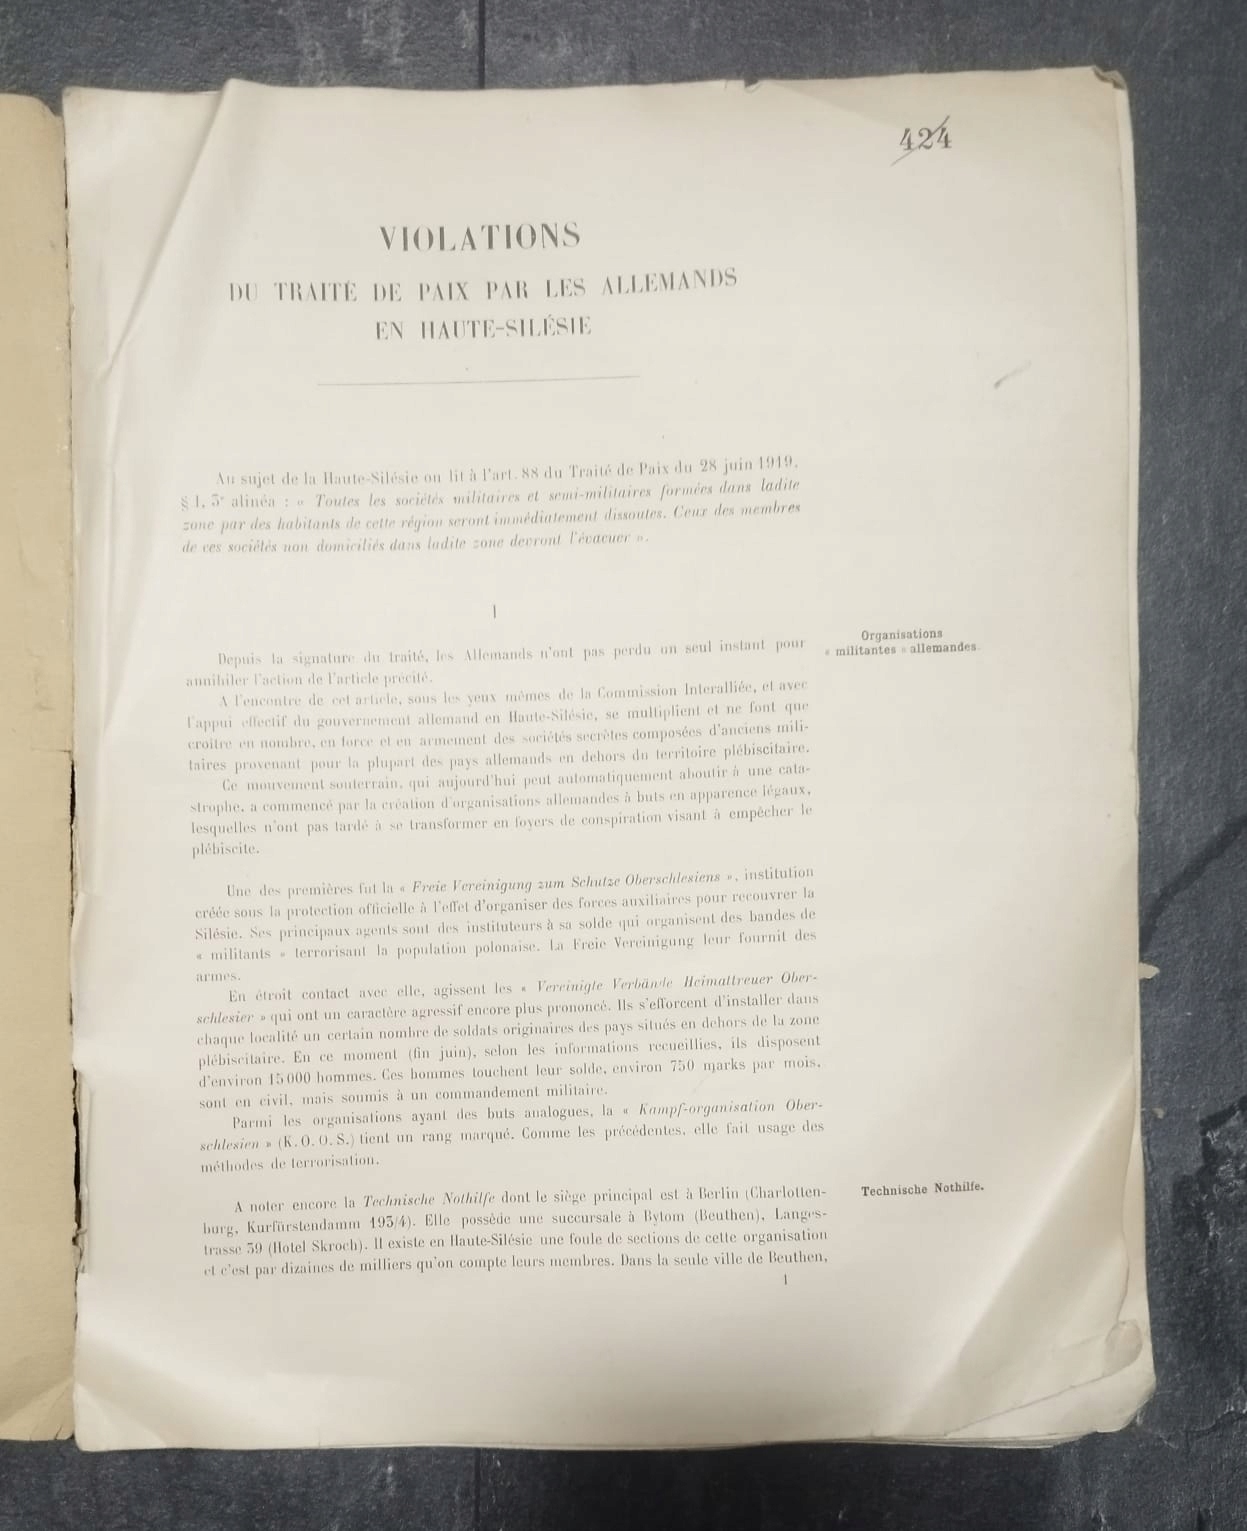 424
VIOLATIONS
DU TRAITÉ DE PAIX PAR LES ALLEMANDS
EN HAUTE-SILÉSIE
Au sujet de la Haute-Silésie on lit à l'art. 88 du Traité de Paix du 28 juin 1919,
§ 1, 3e alinéa : « Toutes les sociétés militaires et semi-militaires formées dans ladite
zone par des habitants de cette région seront immédiatement dissoutes. Ceux des membres
de ces sociétés non domiciliés dans ladite zone devront l'évacuer ».
I
Organisations
« militantes » allemandes.
Depuis la signature du traité, les Allemands n'ont pas perdu un seul instant pour
annihiler l'action de l'article précité.
A l'encontre de cet article, sous les yeux mêmes de la Commission Interalliée, et avec
l'appui effectif du gouvernement allemand en Haute-Silésie, se multiplient et ne font que
croître en nombre, en force et en armement des sociétés secrètes composées d'anciens mili-
taires provenant pour la plupart des pays allemands en dehors du territoire plébiscitaire.
Ce mouvement souterrain, qui aujourd'hui peut automatiquement aboutir à une cata-
strophe, a commencé par la création d'organisations allemandes à buts en apparence légaux,
lesquelles n'ont pas tardé à se transformer en foyers de conspiration visant à empêcher le
plébiscite.
Une des premières fut la « Freie Vereinigung zum Schutze Oberschlesiens », institution
créée sous la protection officielle à l'effet d'organiser des forces auxiliaires pour recouvrer la
Silésie. Ses principaux agents sont des instituteurs à sa solde qui organisent des bandes de
« militants » terrorisant la population polonaise. La Freie Vereinigung leur fournit des
armes.
En étroit contact avec elle, agissent les « Vereinigte Verbände Heimattreuer Ober-
schlesier » qui ont un caractère agressif encore plus prononcé. Ils s'efforcent d'installer dans
chaque localité un certain nombre de soldats originaires des pays situés en dehors de la zone
plébiscitaire. En ce moment (fin juin), selon les informations recueillies, ils disposent
d'environ 15 000 hommes. Ces hommes touchent leur solde, environ 750 marks par mois,
sont en civil, mais soumis à un commandement militaire.
Parmi les organisations ayant des buts analogues, la « Kampf-organisation Ober-
schlesien » (K. O. O. S.) tient un rang marqué. Comme les précédentes, elle fait usage des
méthodes de terrorisation.
Technische Nothilfe.
A noter encore la Technische Nothilfe dont le siège principal est à Berlin (Charlotten-
burg, Kurfürstendamm 193/4). Elle possède une succursale à Bytom (Beuthen), Langes-
trasse 39 (Hotel Skroch). Il existe en Haute-Silésie une foule de sections de cette organisation
et c'est par dizaines de milliers qu'on compte leurs membres. Dans la seule ville de Beuthen,
1